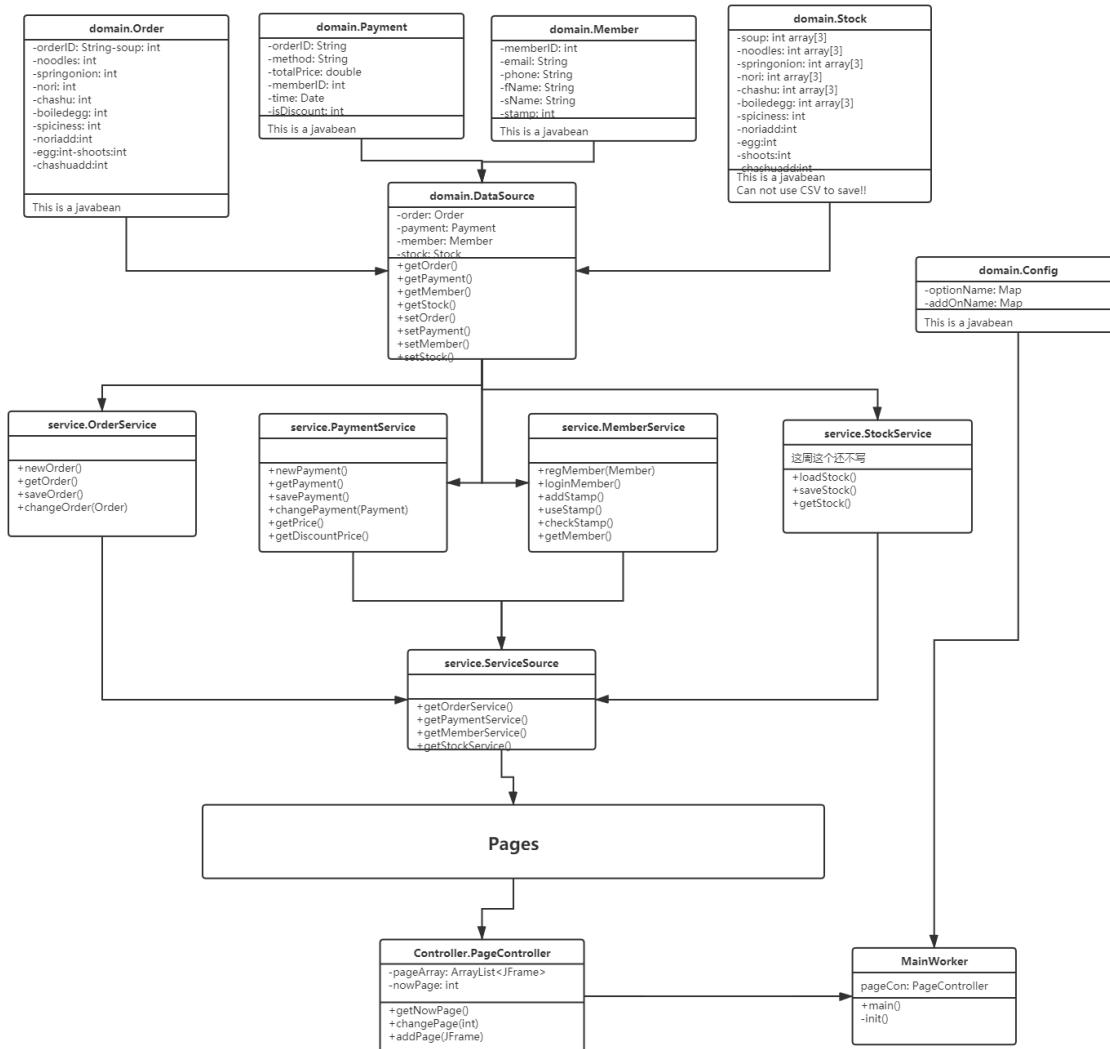 domain.Order
-orderID: String-soup: int
-noodles: int
-springonion: int
-nori: int
-chashu: int
-boiledegg: int
-spiciness: int
-noriadd:int
-egg:int-shoots:int
-chashuadd:int
This is a javabean
domain.Payment
-orderID: String
-method: String
-totalPrice: double
-memberID: int
-time: Date
-isDiscount: int
This is a javabean
domain.Member
-memberID: int
-email: String
-phone: String
-fName: String
-sName: String
-stamp: int
This is a javabean
domain.Stock
-soup: int array[3]
-noodles: int array[3]
-springonion: int array[3]
-nori: int array[3]
-chashu: int array[3]
-boiledegg: int array[3]
-spiciness: int
-noriadd:int
-egg:int
-shoots:int
-chashuadd:int
This is a javabean
Can not use CSV to save!!
domain.DataSource
-order: Order
-payment: Payment
-member: Member
-stock: Stock
+getOrder()
+getPayment()
+getMember()
+getStock()
+setOrder()
+setPayment()
+setMember()
+setStock()
domain.Config
-optionName: Map
-addOnName: Map
This is a javabean
service.OrderService
+newOrder()
+getOrder()
+saveOrder()
+changeOrder(Order)
service.PaymentService
+newPayment()
+getPayment()
+savePayment()
+changePayment(Payment)
+getPrice()
+getDiscountPrice()
service.MemberService
+regMember(Member)
+loginMember()
+addStamp()
+useStamp()
+checkStamp()
+getMember()
service.StockService
这周这个还不写
+loadStock()
+saveStock()
+getStock()
service.ServiceSource
+getOrderService()
+getPaymentService()
+getMemberService()
+getStockService()
Pages
Controller.PageController
-pageArray: ArrayList<JFrame>
-nowPage: int
+getNowPage()
+changePage(int)
+addPage(JFrame)
MainWorker
pageCon: PageController
+main()
-init()